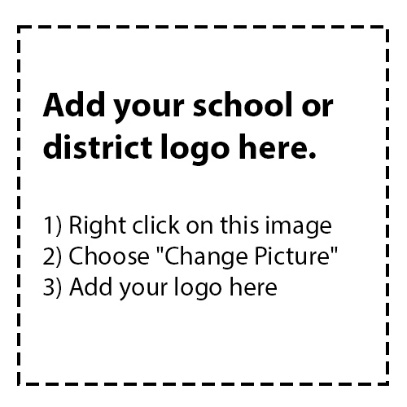 Add your school or
district logo here.
1) Right click on this image
2) Choose "Change Picture"
3) Add your logo here